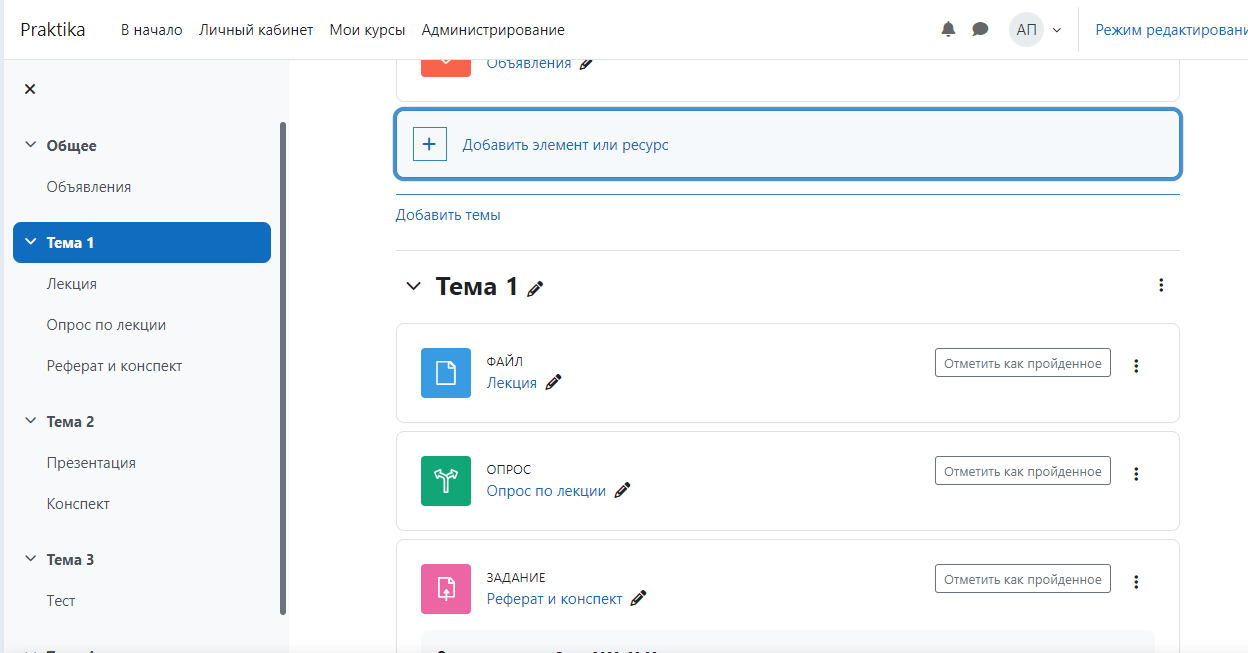 Praktika
В начало
Личный кабинет
Мои курсы
Администрирование
АП
Режим
Общее
Объявления
Тема 1
Лекция
Опрос по лекции
Реферат и конспект
Тема 2
Презентация
Конспект
Тема 3
Тест
Объявления
Добавить элемент или ресурс
Добавить темы
Тема 1
ФАЙЛ
Лекция
Отметить как пройденное
ОПРОС
Опрос по лекции
Отметить как пройденное
ЗАДАНИЕ
Реферат и конспект
Отметить как пройденное